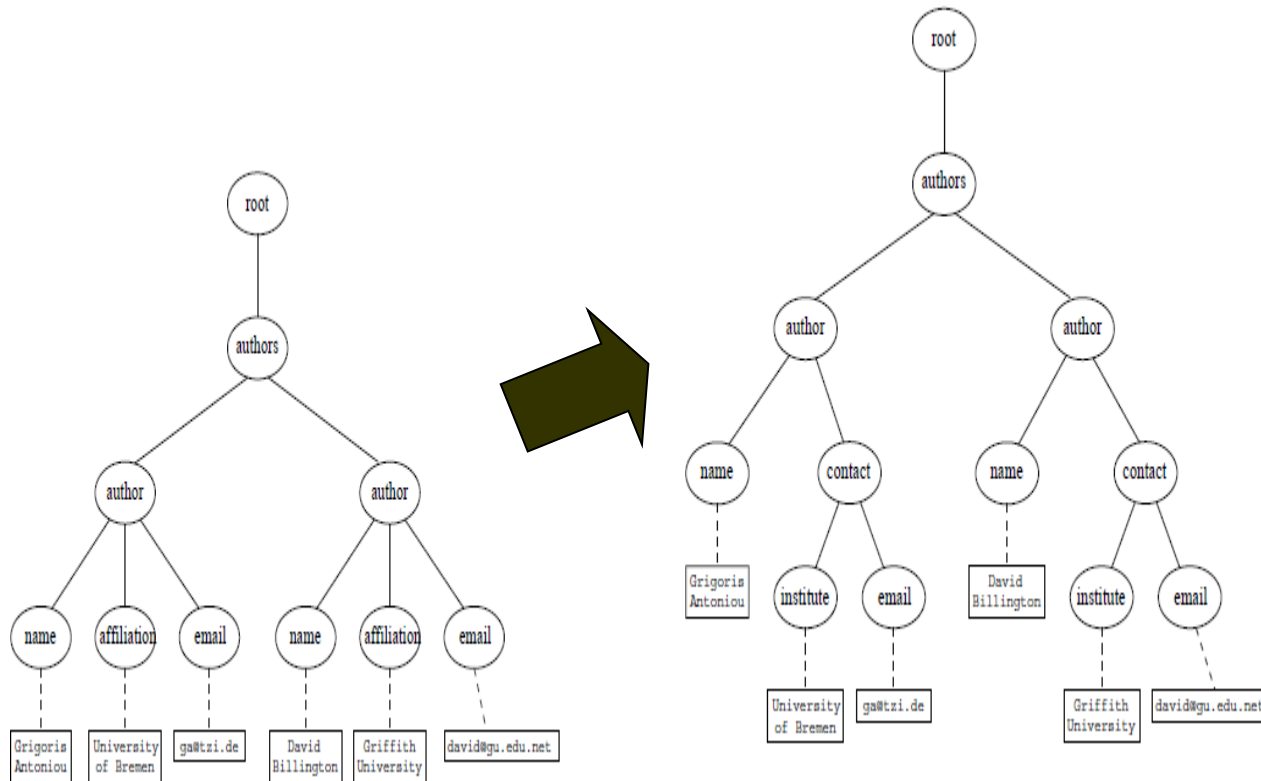 root
authors
author
author
name
affiliation
email
name
affiliation
email
Grigoris
Antoniou
University
of Bremen
ga@tzi.de
David
Billington
Griffith
University
david@gu.edu.net
root
authors
author
author
name
contact
name
contact
Grigoris
Antoniou
institute
email
David
Billington
institute
email
University
of Bremen
ga@tzi.de
Griffith
University
david@gu.edu.net